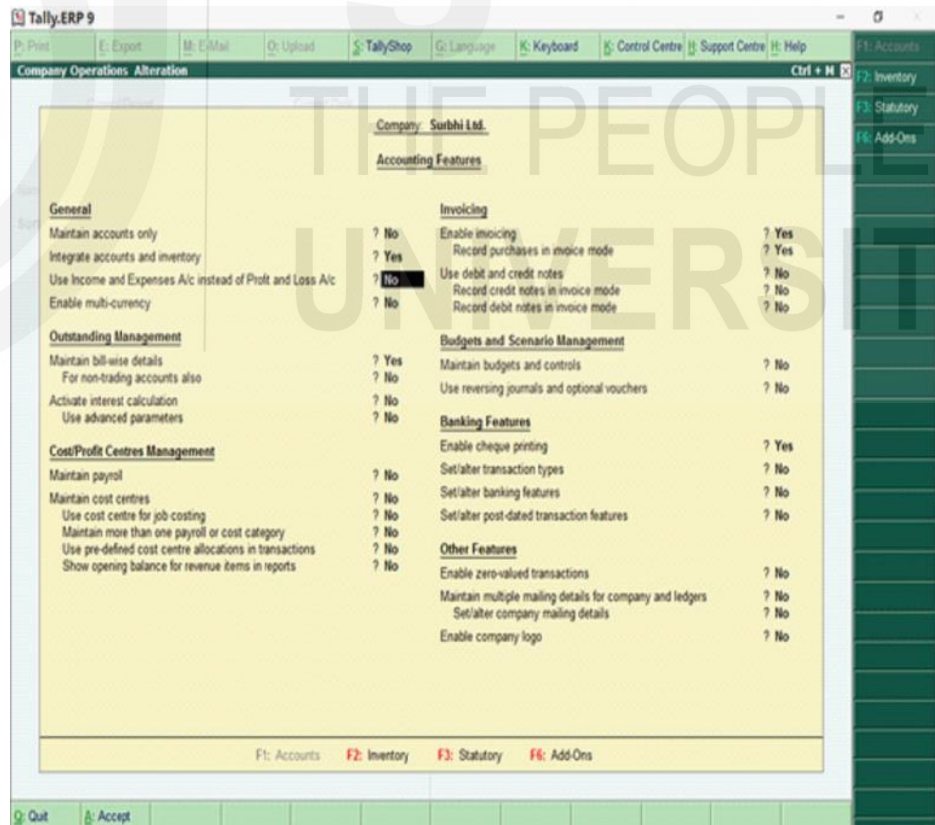 Tally.ERP 9
P: Print E: Export M: E-Mail O: Upload S: TallyShop G: Language K: Keyboard K: Control Centre H: Support Centre H: Help F1: Accounts
Company Operations Alteration Ctrl + M
F2: Inventory
F3: Statutory
F6: Add-Ons
THE PEOPLE
UNIVERSIT
Company: Surbhi Ltd.
Accounting Features
General
Maintain accounts only ? No
Integrate accounts and inventory ? Yes
Use Income and Expenses A/c instead of Profit and Loss A/c ? No
Enable multi-currency ? No
Outstanding Management
Maintain bill-wise details ? Yes
For non-trading accounts also ? No
Activate interest calculation ? No
Use advanced parameters ? No
Cost/Profit Centres Management
Maintain payroll ? No
Maintain cost centres ? No
Use cost centre for job costing ? No
Maintain more than one payroll or cost category ? No
Use pre-defined cost centre allocations in transactions ? No
Show opening balance for revenue items in reports ? No
Invoicing
Enable invoicing ? Yes
Record purchases in invoice mode ? Yes
Use debit and credit notes ? No
Record credit notes in invoice mode ? No
Record debit notes in invoice mode ? No
Budgets and Scenario Management
Maintain budgets and controls ? No
Use reversing journals and optional vouchers ? No
Banking Features
Enable cheque printing ? Yes
Set/alter transaction types ? No
Set/alter banking features ? No
Set/alter post-dated transaction features ? No
Other Features
Enable zero-valued transactions ? No
Maintain multiple mailing details for company and ledgers ? No
Set/alter company mailing details ? No
Enable company logo ? No
F1: Accounts F2: Inventory F3: Statutory F6: Add-Ons
Q: Quit A: Accept